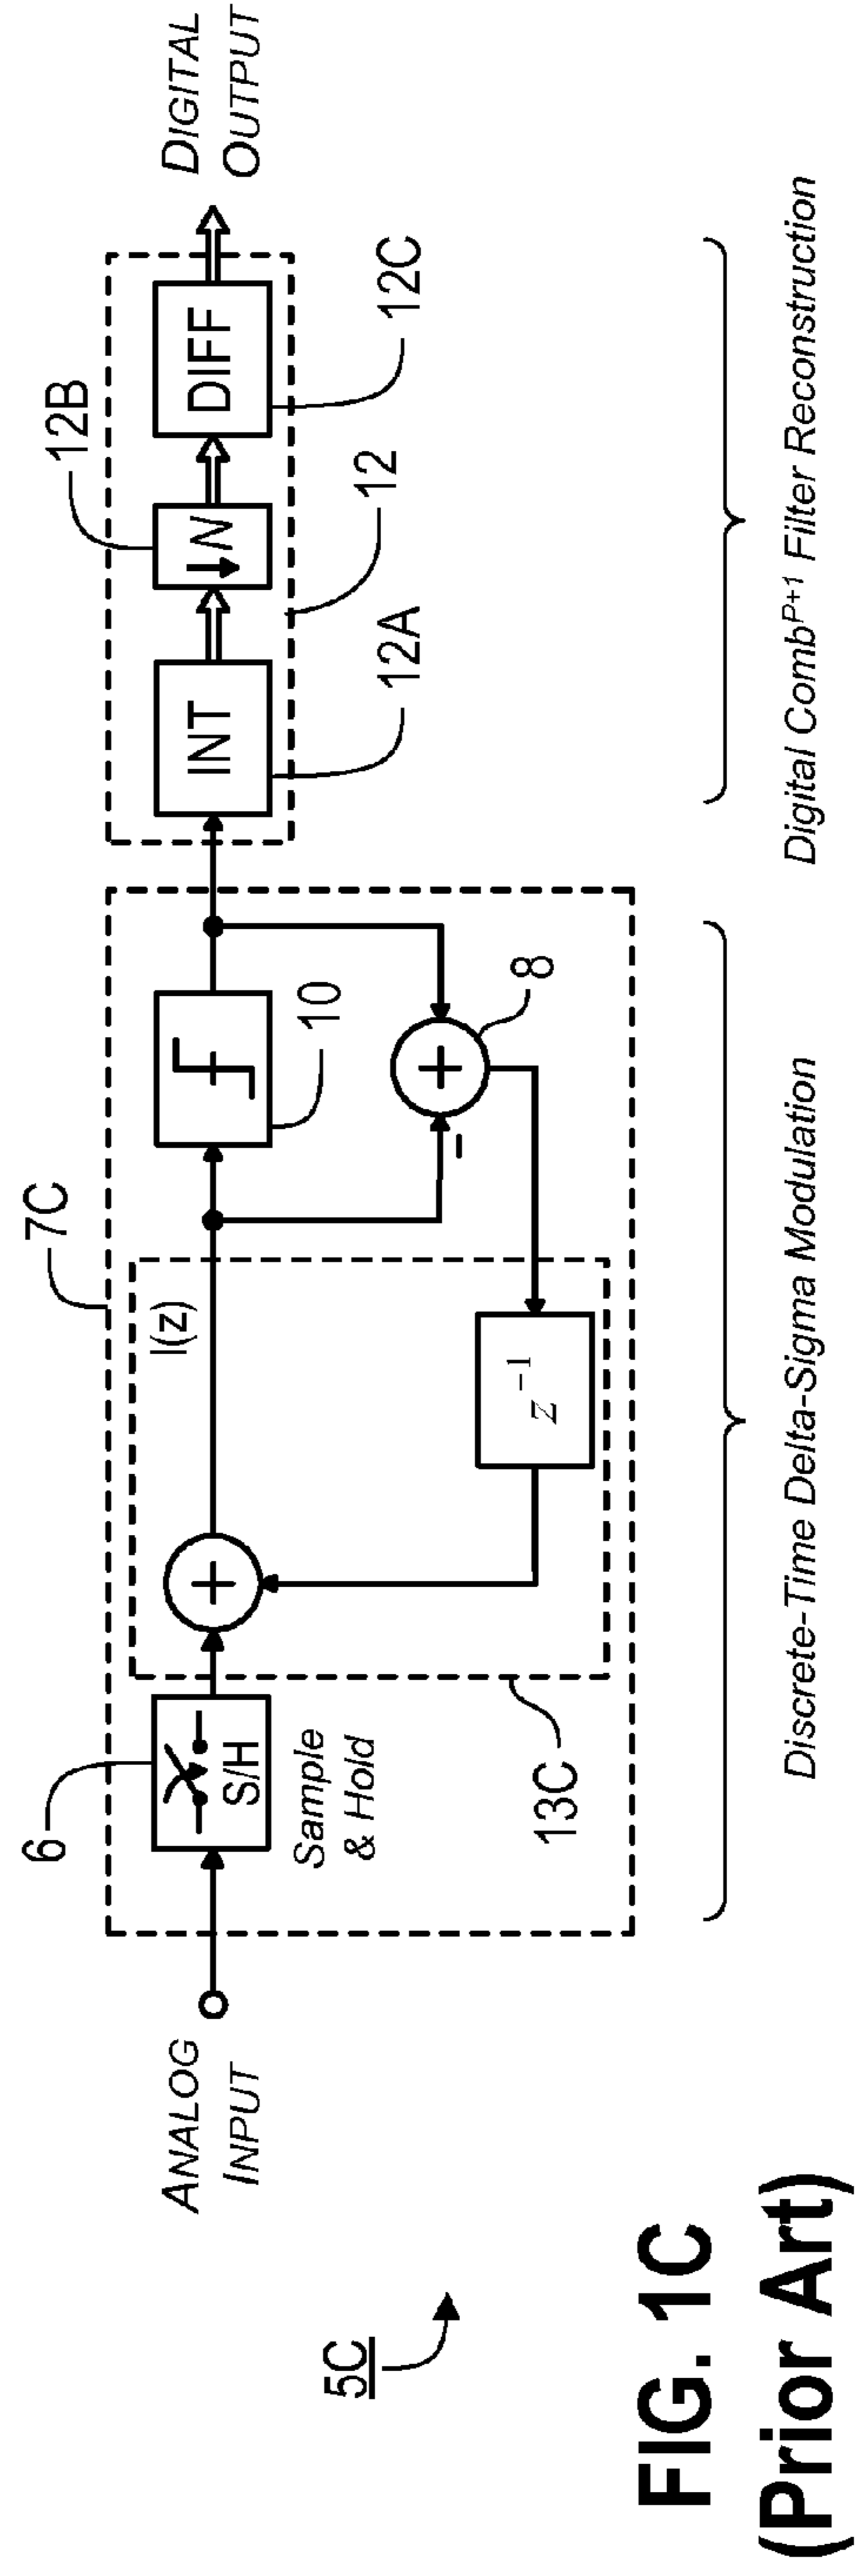 7C
6
S/H
Sample
& Hold
I(z)
z⁻¹
13C
10
8
-
12B
INT
↓N
DIFF
12A
12
12C
ANALOG
INPUT
DIGITAL
OUTPUT
Discrete-Time Delta-Sigma Modulation
Digital Comb^P+1 Filter Reconstruction
5C
FIG. 1C
(Prior Art)